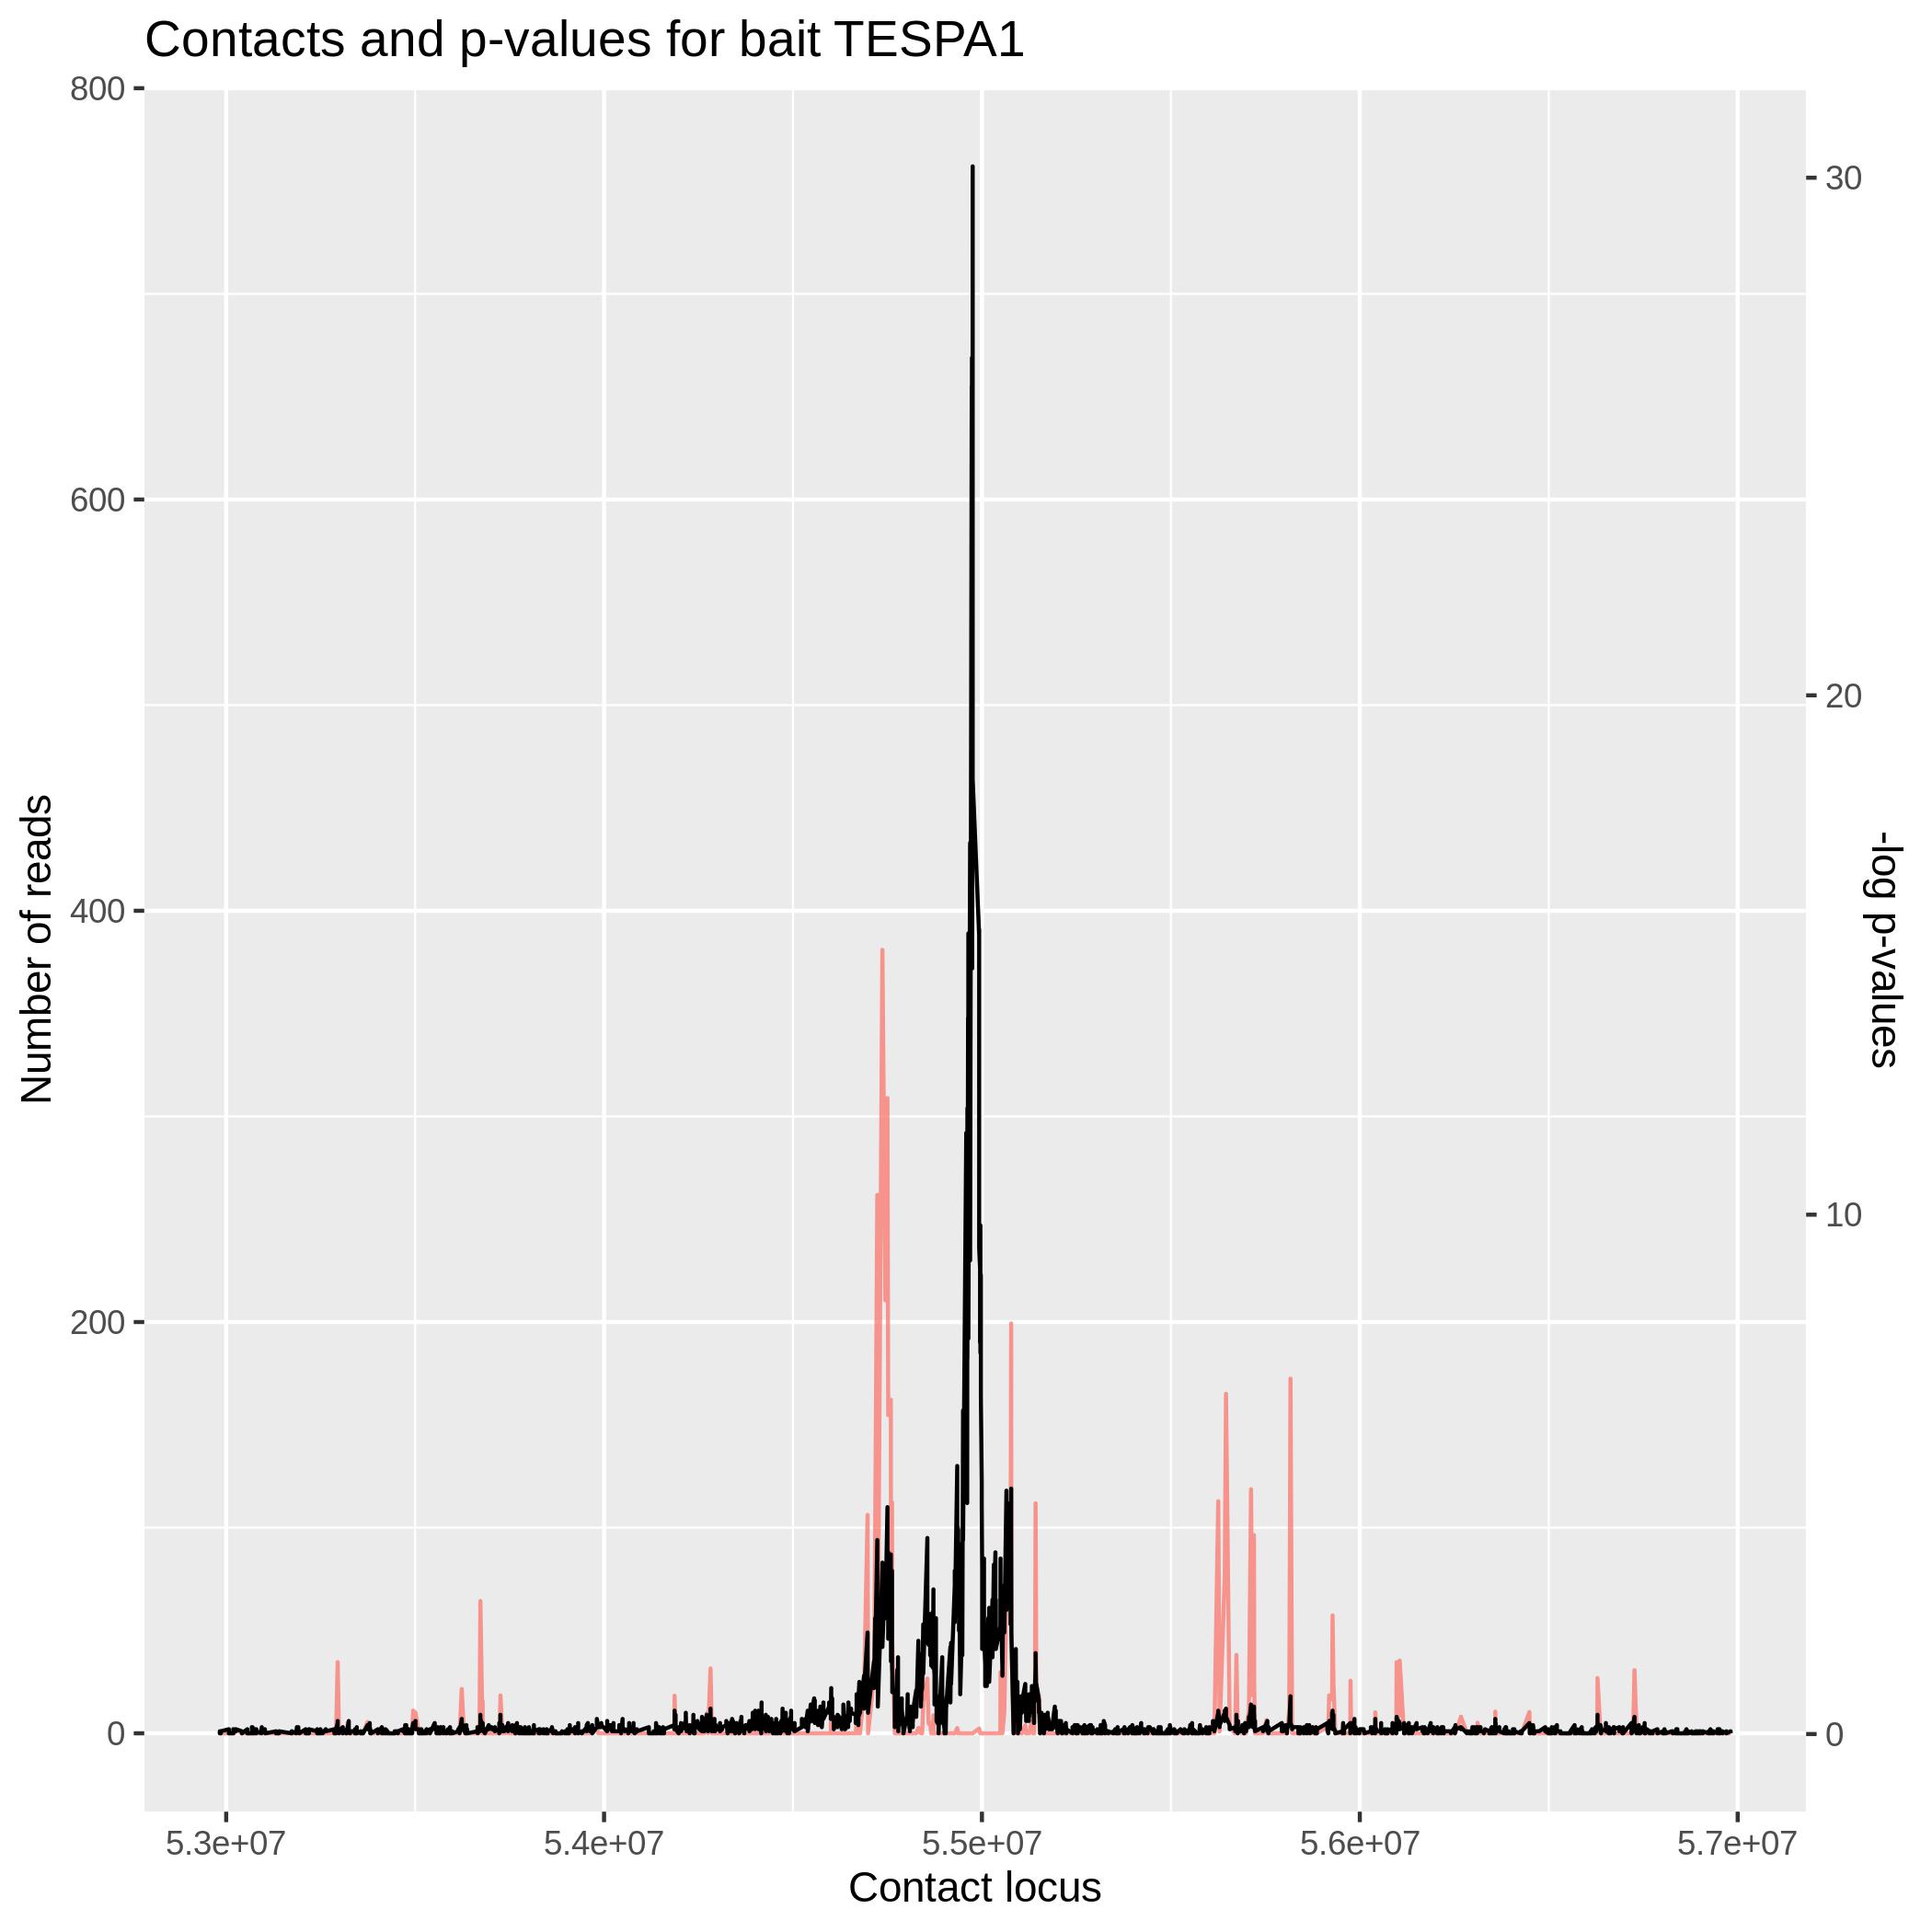 Contacts and p-values for bait TESPA1
800
600
400
200
0
Number of reads
30
20
10
0
-log p-values
5.3e+07
5.4e+07
5.5e+07
5.6e+07
5.7e+07
Contact locus